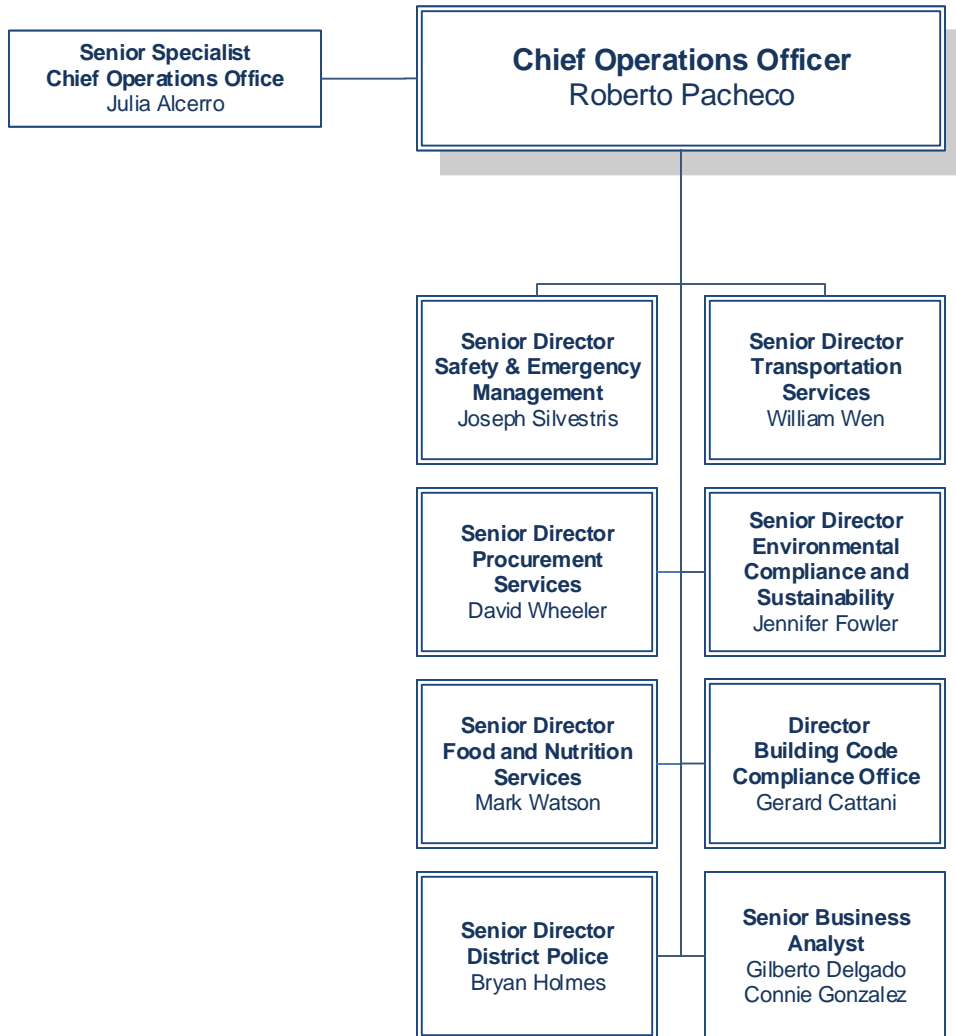 Senior Specialist
Chief Operations Office
Julia Alcerro
Chief Operations Officer
Roberto Pacheco
Senior Director
Safety & Emergency
Management
Joseph Silvestris
Senior Director
Transportation
Services
William Wen
Senior Director
Procurement
Services
David Wheeler
Senior Director
Environmental
Compliance and
Sustainability
Jennifer Fowler
Senior Director
Food and Nutrition
Services
Mark Watson
Director
Building Code
Compliance Office
Gerard Cattani
Senior Director
District Police
Bryan Holmes
Senior Business
Analyst
Gilberto Delgado
Connie Gonzalez